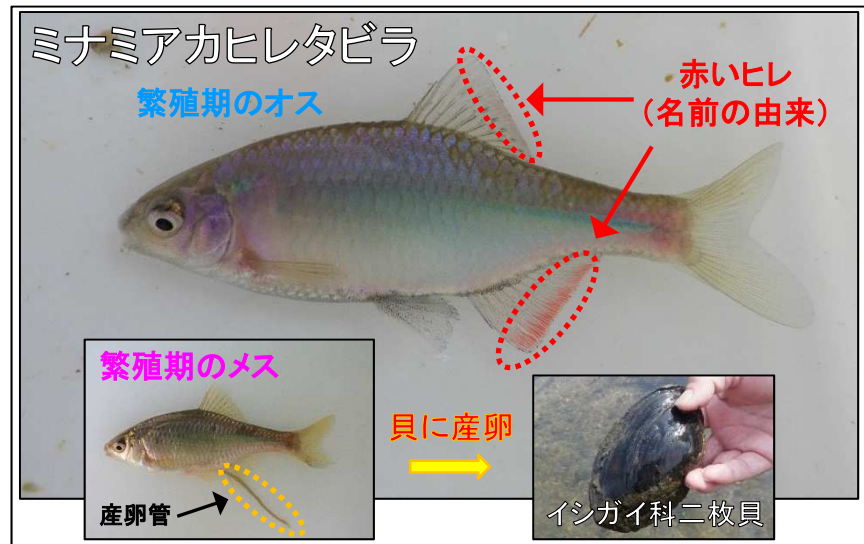 ミナミアカヒレタビラ
繁殖期のオス
赤いヒレ
（名前の由来）
繁殖期のメス
産卵管
貝に産卵
イシガイ科二枚貝